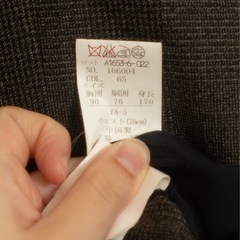 ロット A1653-6-022
NO. 166004
COL. 65
サイズ
胸囲 胴囲 身長
90 76 170
YA-5
ウエスト(78cm)
中国製